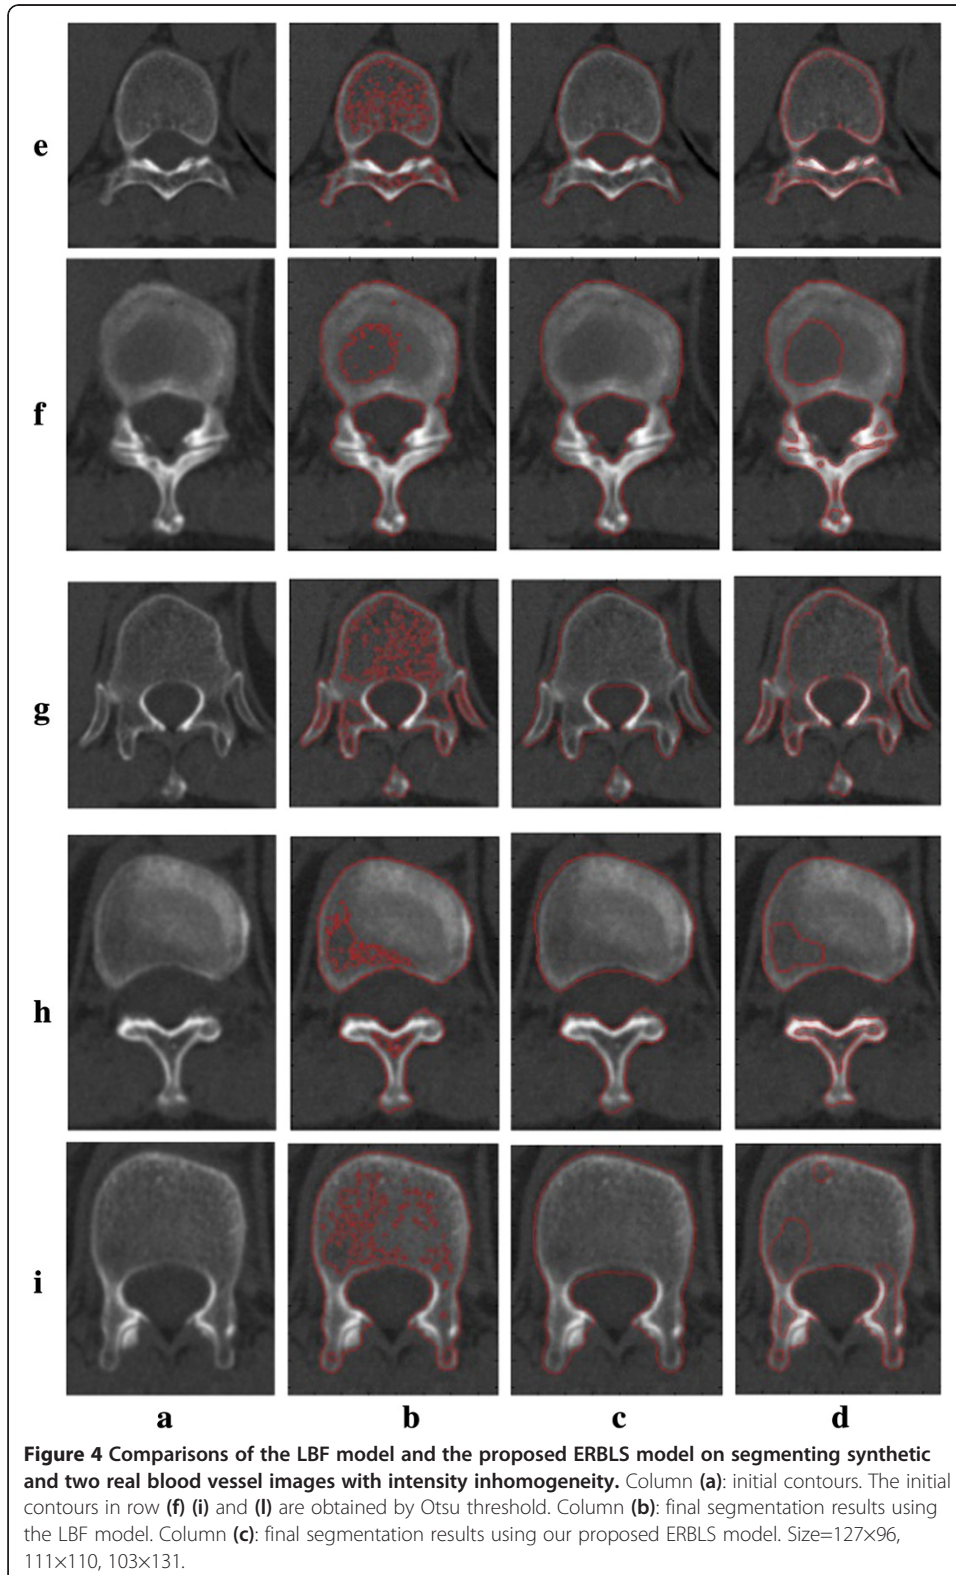 e
f
g
h
i
a b c d
Figure 4 Comparisons of the LBF model and the proposed ERBLS model on segmenting synthetic
and two real blood vessel images with intensity inhomogeneity. Column (a): initial contours. The initial
contours in row (f) (i) and (l) are obtained by Otsu threshold. Column (b): final segmentation results using
the LBF model. Column (c): final segmentation results using our proposed ERBLS model. Size=127×96,
111×110, 103×131.